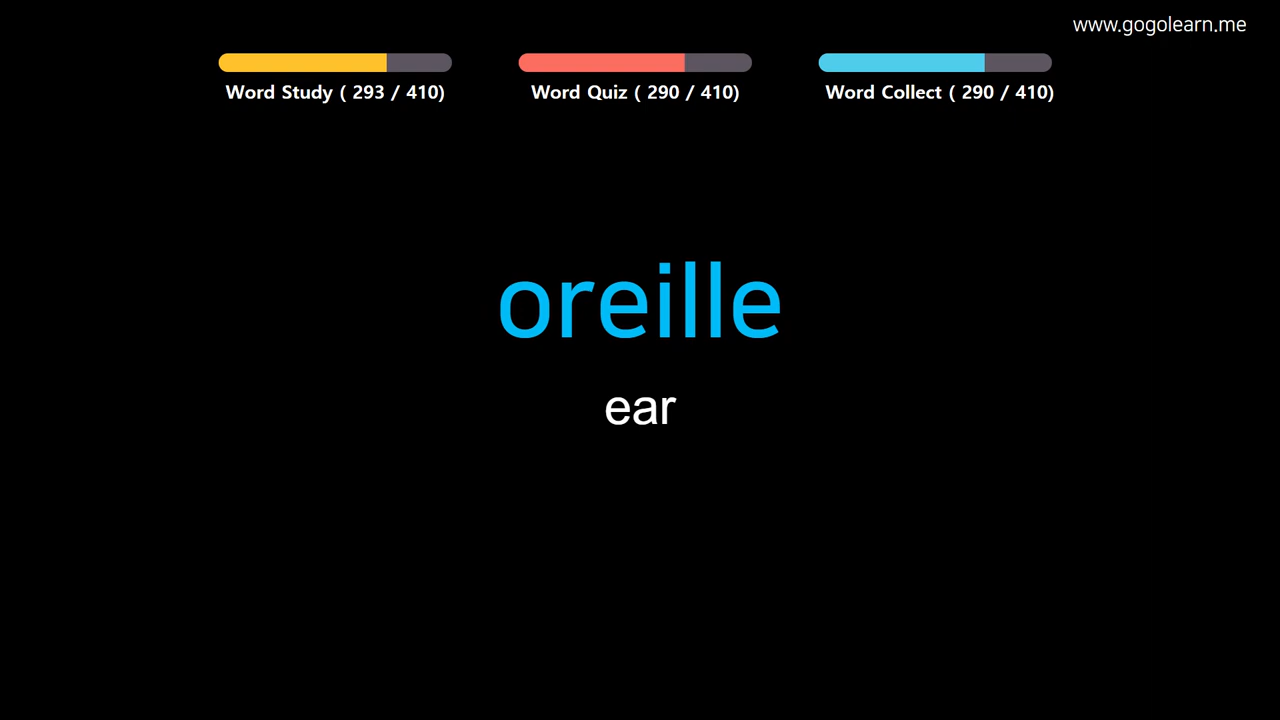 www.gogolearn.me
Word Study ( 293 / 410)
Word Quiz ( 290 / 410)
Word Collect ( 290 / 410)
oreille
ear